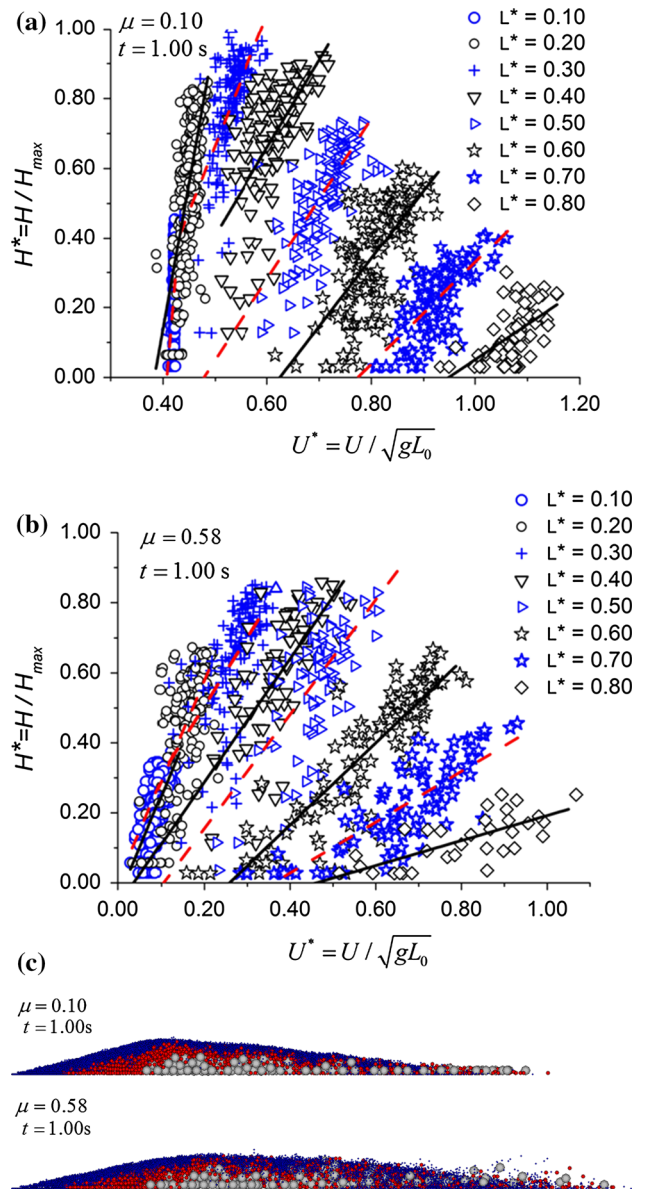 (a)
μ = 0.10
t = 1.00 s
L* = 0.10
L* = 0.20
L* = 0.30
L* = 0.40
L* = 0.50
L* = 0.60
L* = 0.70
L* = 0.80
1.00
0.80
0.60
0.40
0.20
0.00
H*=H / H_max
0.40 0.60 0.80 1.00 1.20
U* = U / √gL₀
(b)
μ = 0.58
t = 1.00 s
L* = 0.10
L* = 0.20
L* = 0.30
L* = 0.40
L* = 0.50
L* = 0.60
L* = 0.70
L* = 0.80
1.00
0.80
0.60
0.40
0.20
0.00
H*=H / H_max
0.00 0.20 0.40 0.60 0.80 1.00
U* = U / √gL₀
(c)
μ = 0.10
t = 1.00s
μ = 0.58
t = 1.00s